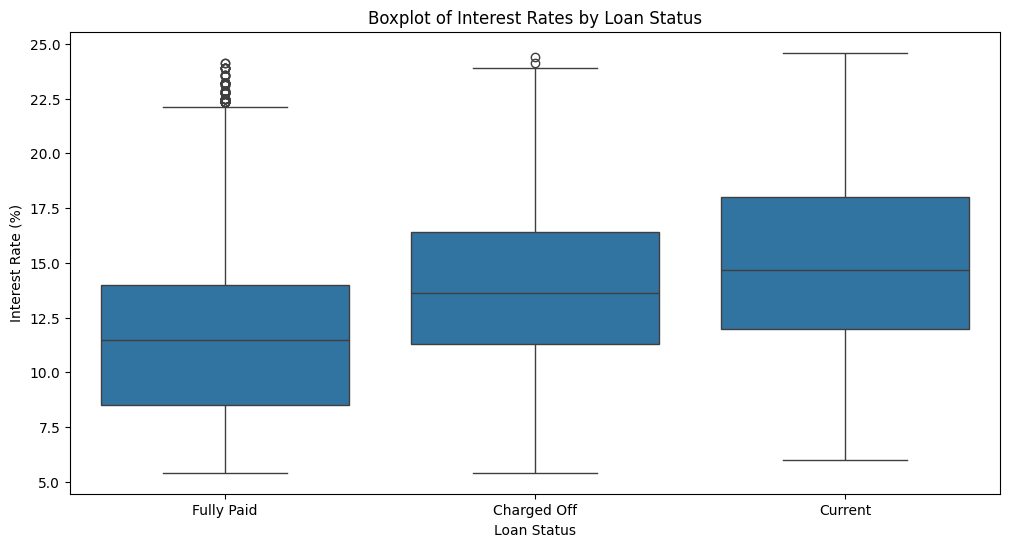 Boxplot of Interest Rates by Loan Status
Interest Rate (%)
25.0
22.5
20.0
17.5
15.0
12.5
10.0
7.5
5.0
Fully Paid
Charged Off
Current
Loan Status